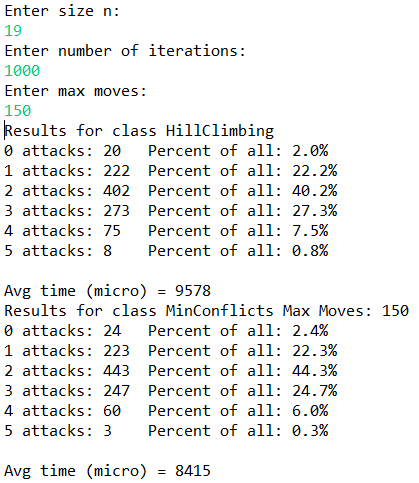 Enter size n:
19
Enter number of iterations:
1000
Enter max moves:
150
Results for class HillClimbing
0 attacks: 20   Percent of all: 2.0%
1 attacks: 222  Percent of all: 22.2%
2 attacks: 402  Percent of all: 40.2%
3 attacks: 273  Percent of all: 27.3%
4 attacks: 75   Percent of all: 7.5%
5 attacks: 8    Percent of all: 0.8%

Avg time (micro) = 9578
Results for class MinConflicts Max Moves: 150
0 attacks: 24   Percent of all: 2.4%
1 attacks: 223  Percent of all: 22.3%
2 attacks: 443  Percent of all: 44.3%
3 attacks: 247  Percent of all: 24.7%
4 attacks: 60   Percent of all: 6.0%
5 attacks: 3    Percent of all: 0.3%

Avg time (micro) = 8415